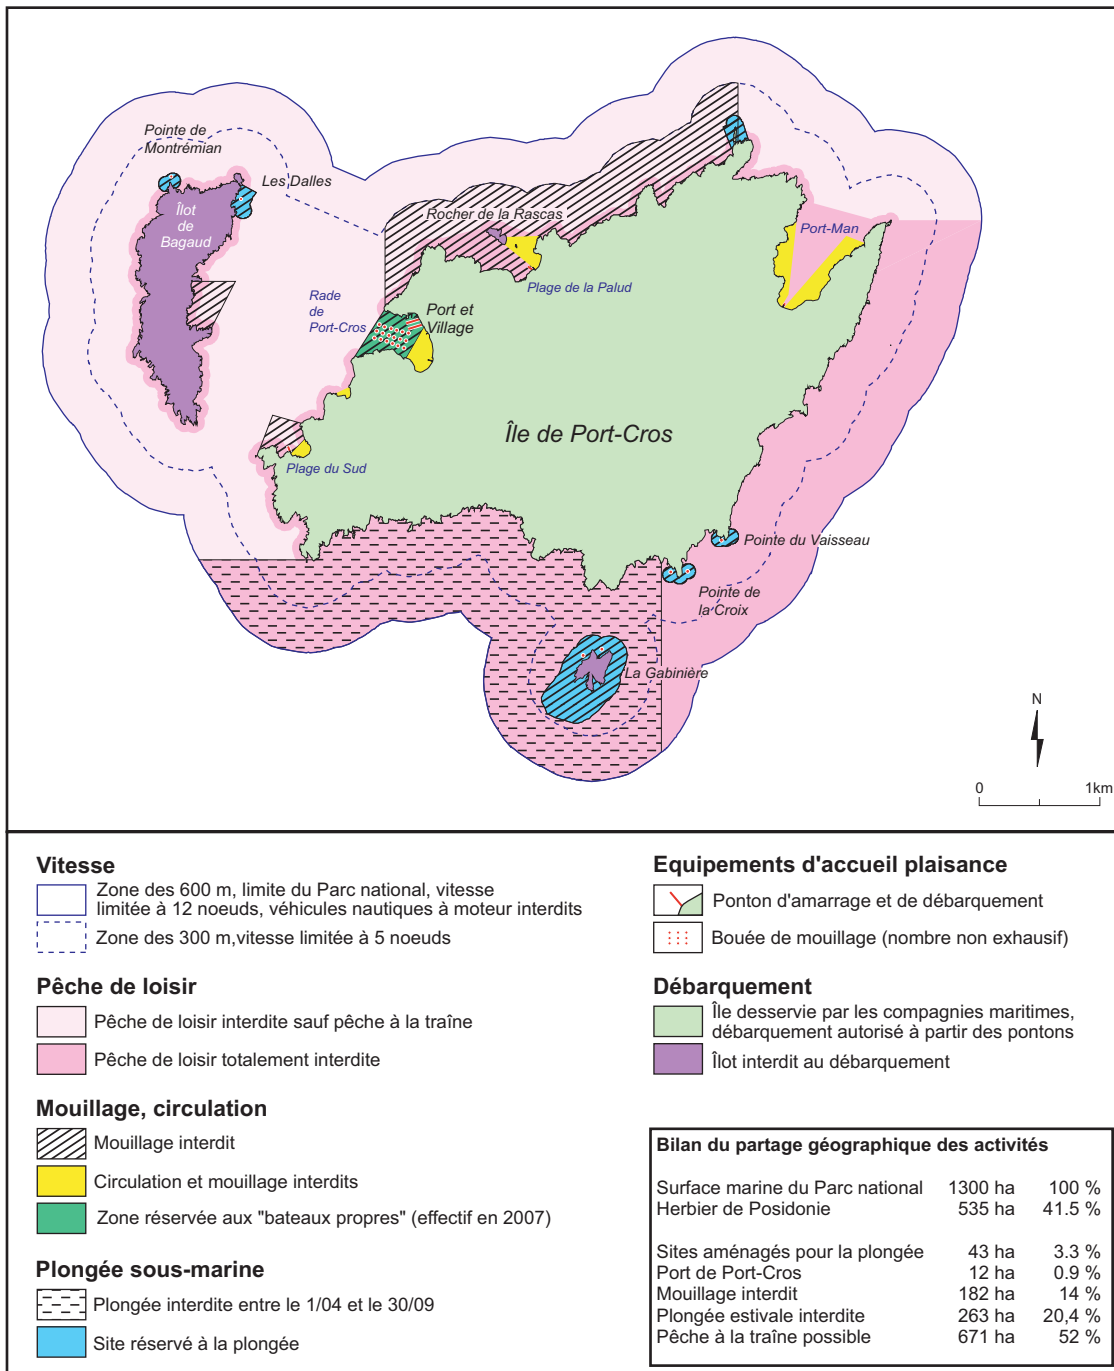 Pointe de
Montrémian
Les Dalles
Îlot
de
Bagaud
Rocher de la Rascas
Port-Man
Plage de la Palud
Rade
de
Port-Cros
Port et
Village
Île de Port-Cros
Plage du Sud
Pointe du Vaisseau
Pointe de
la Croix
La Gabinière
N
0 1km
Vitesse
Zone des 600 m, limite du Parc national, vitesse
limitée à 12 noeuds, véhicules nautiques à moteur interdits
Zone des 300 m,vitesse limitée à 5 noeuds
Pêche de loisir
Pêche de loisir interdite sauf pêche à la traîne
Pêche de loisir totalement interdite
Mouillage, circulation
Mouillage interdit
Circulation et mouillage interdits
Zone réservée aux "bateaux propres" (effectif en 2007)
Plongée sous-marine
Plongée interdite entre le 1/04 et le 30/09
Site réservé à la plongée
Equipements d'accueil plaisance
Ponton d'amarrage et de débarquement
Bouée de mouillage (nombre non exhausif)
Débarquement
Île desservie par les compagnies maritimes,
débarquement autorisé à partir des pontons
Îlot interdit au débarquement
Bilan du partage géographique des activités
Surface marine du Parc national 1300 ha 100 %
Herbier de Posidonie 535 ha 41.5 %
Sites aménagés pour la plongée 43 ha 3.3 %
Port de Port-Cros 12 ha 0.9 %
Mouillage interdit 182 ha 14 %
Plongée estivale interdite 263 ha 20,4 %
Pêche à la traîne possible 671 ha 52 %